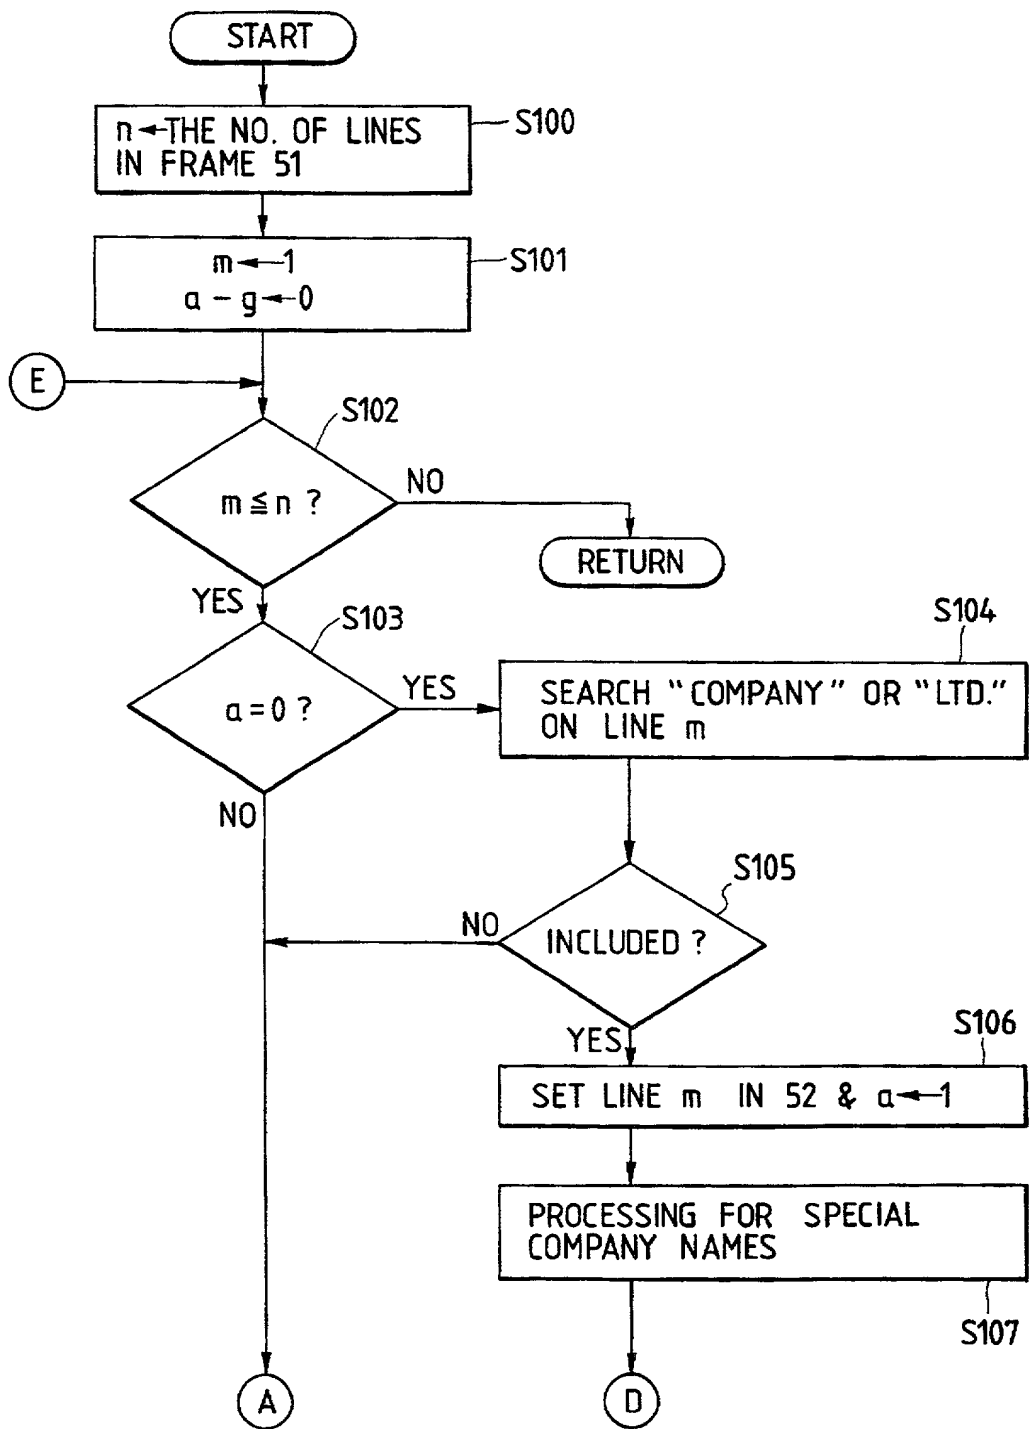 START
n←THE NO. OF LINES
IN FRAME 51
S100
m←1
a - g←0
S101
E
S102
m≦n ?
NO
RETURN
YES
S103
a=0 ?
YES
S104
SEARCH "COMPANY" OR "LTD."
ON LINE m
NO
S105
INCLUDED ?
NO
YES
S106
SET LINE m IN 52 & a←1
PROCESSING FOR SPECIAL
COMPANY NAMES
S107
A
D